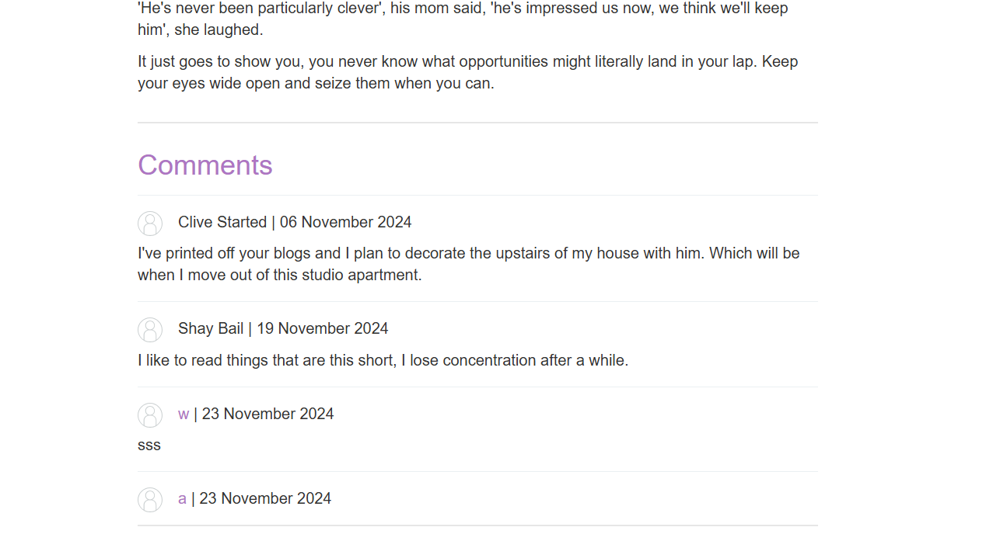 'He's never been particularly clever', his mom said, 'he's impressed us now, we think we'll keep
him', she laughed.
It just goes to show you, you never know what opportunities might literally land in your lap. Keep
your eyes wide open and seize them when you can.
Comments
Clive Started | 06 November 2024
I've printed off your blogs and I plan to decorate the upstairs of my house with him. Which will be
when I move out of this studio apartment.
Shay Bail | 19 November 2024
I like to read things that are this short, I lose concentration after a while.
w | 23 November 2024
sss
a | 23 November 2024